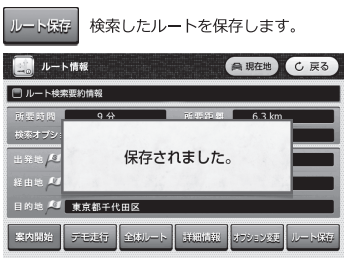 ルート保存 検索したルートを保存します。
ルート情報 現在地 戻る
ルート検索要約情報
所要時間 9 分 所要距離 6.3 km
検索オプシ
保存されました。
出発地
経由地
目的地 東京都千代田区
案内開始 デモ走行 全体ルート 詳細情報 オプション変更 ルート保存